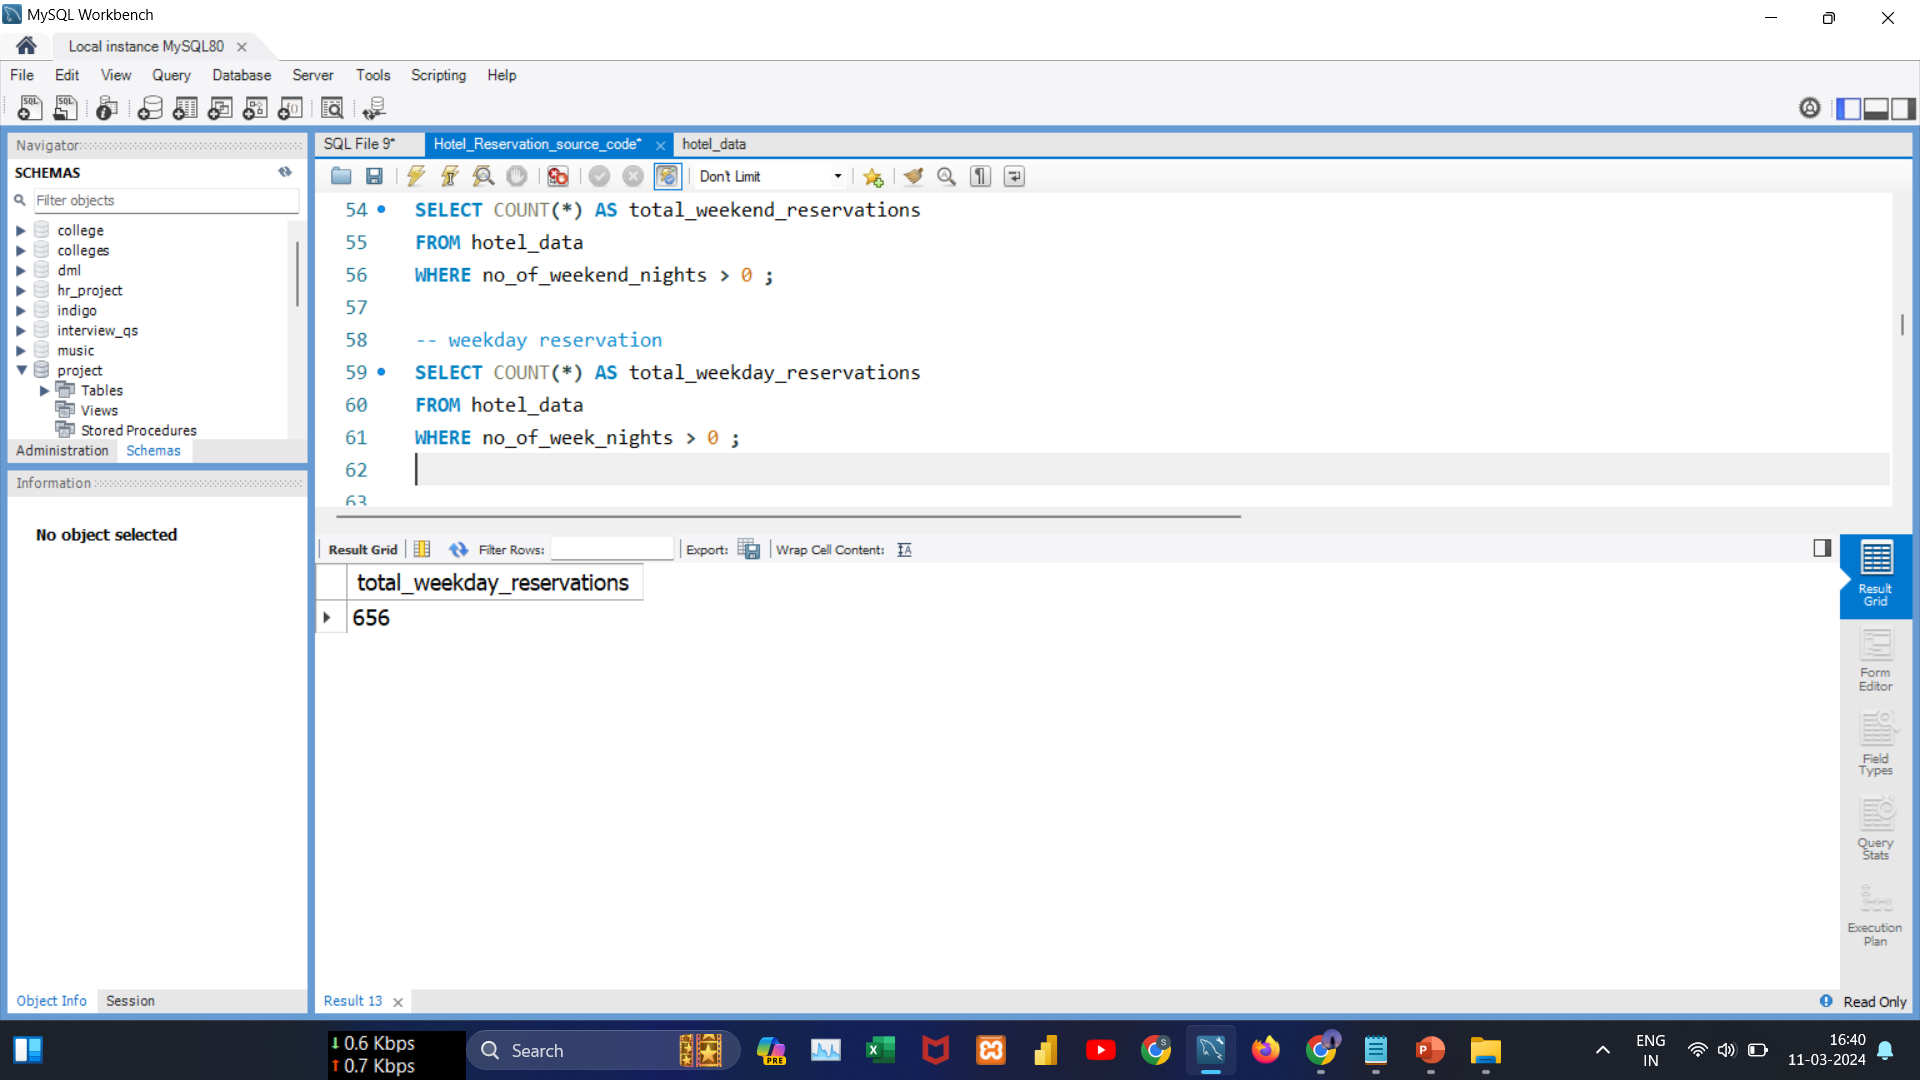 MySQL Workbench
Local instance MySQL80
File Edit View Query Database Server Tools Scripting Help
Navigator
SCHEMAS
Filter objects
college
colleges
dml
hr_project
indigo
interview_qs
music
project
Tables
Views
Stored Procedures
Administration Schemas
Information
No object selected
Object Info Session
SQL File 9* Hotel_Reservation_source_code* hotel_data
Don't Limit
54 SELECT COUNT(*) AS total_weekend_reservations
55 FROM hotel_data
56 WHERE no_of_weekend_nights > 0 ;
57
58 -- weekday reservation
59 SELECT COUNT(*) AS total_weekday_reservations
60 FROM hotel_data
61 WHERE no_of_week_nights > 0 ;
62
63
Result Grid Filter Rows: Export: Wrap Cell Content:
total_weekday_reservations
656
Result
Grid
Form
Editor
Field
Types
Query
Stats
Execution
Plan
Result 13
Read Only
0.6 Kbps
0.7 Kbps
Search
PRE
ENG
IN
16:40
11-03-2024